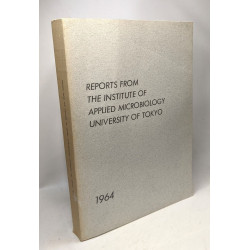 REPORTS FROM
THE INSTITUTE OF
APPLIED MICROBIOLOGY
UNIVERSITY OF TOKYO
1964